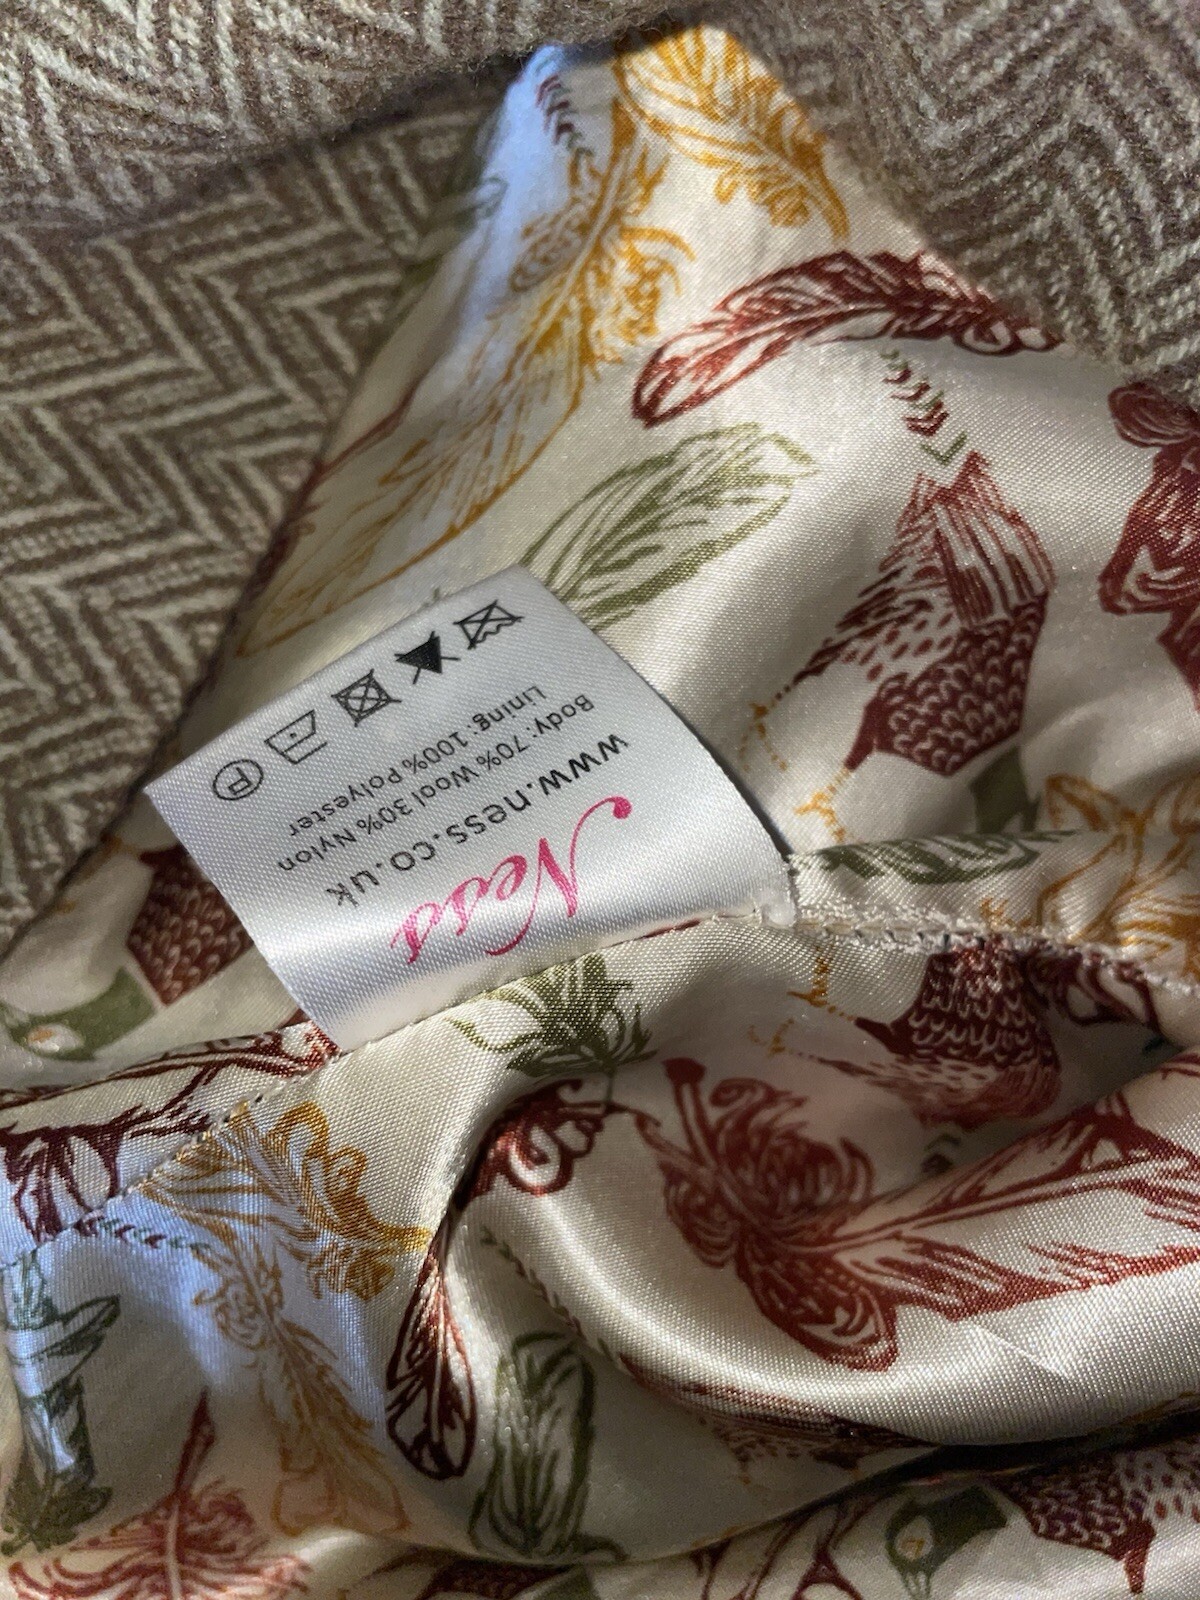 Ness
www.ness.co.uk
Body: 70% Wool 30% Nylon
Lining: 100% Polyester
P